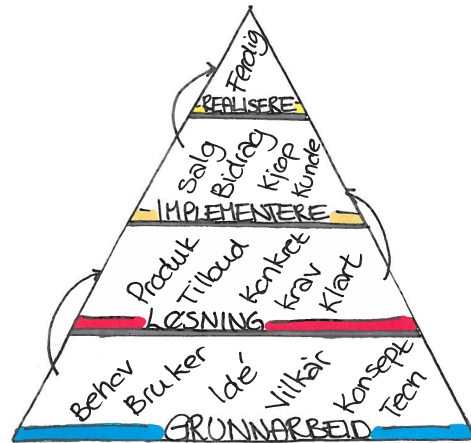 Ferdig
REALISERE
Salg Bidrag Kjøp Kunde
IMPLEMENTERE
Produkt Tilbud Konkret Krav Klart
LØSNING
Behov Bruker Idé Vilkår Konsept Tech
GRUNNARBEID